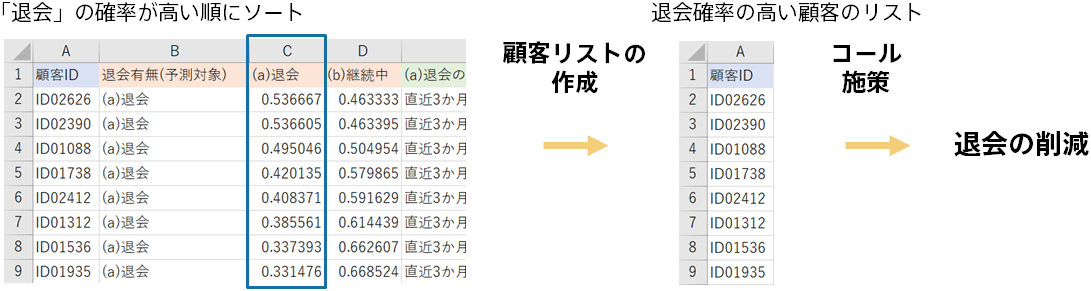 「退会」の確率が高い順にソート
A B C D
1 顧客ID 退会有無(予測対象) (a)退会 (b)継続中 (a)退会の
2 ID02626 (a)退会 0.536667 0.463333 直近3か月
3 ID02390 (a)退会 0.536605 0.463395 直近3か月
4 ID01088 (a)退会 0.495046 0.504954 直近3か月
5 ID01738 (a)退会 0.420135 0.579865 直近3か月
6 ID02412 (a)退会 0.408371 0.591629 直近3か月
7 ID01312 (a)退会 0.385561 0.614439 直近3か月
8 ID01536 (a)退会 0.337393 0.662607 直近3か月
9 ID01935 (a)退会 0.331476 0.668524 直近3か月
顧客リストの
作成
退会確率の高い顧客のリスト
A
1 顧客ID
2 ID02626
3 ID02390
4 ID01088
5 ID01738
6 ID02412
7 ID01312
8 ID01536
9 ID01935
コール
施策
退会の削減